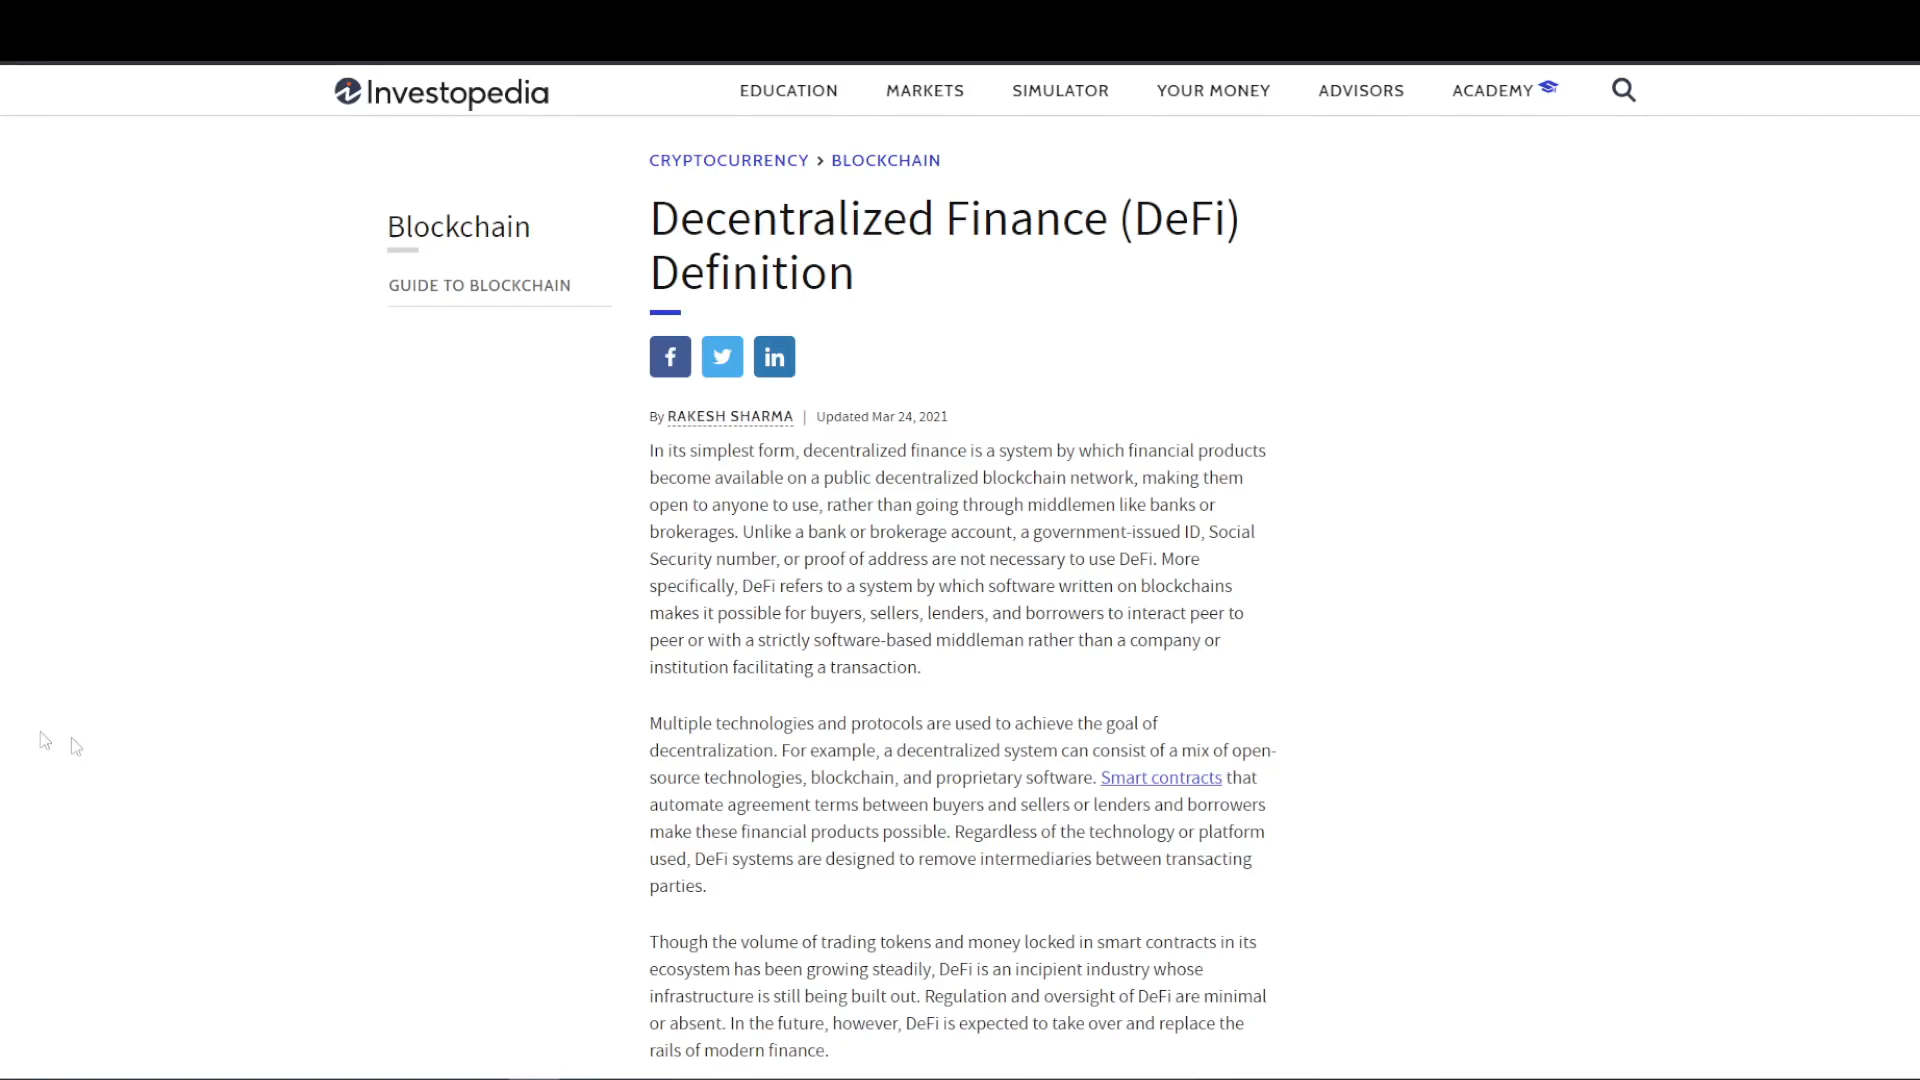 Investopedia
EDUCATION MARKETS SIMULATOR YOUR MONEY ADVISORS ACADEMY
CRYPTOCURRENCY > BLOCKCHAIN
Blockchain
GUIDE TO BLOCKCHAIN
Decentralized Finance (DeFi)
Definition
f in
By RAKESH SHARMA | Updated Mar 24, 2021
In its simplest form, decentralized finance is a system by which financial products
become available on a public decentralized blockchain network, making them
open to anyone to use, rather than going through middlemen like banks or
brokerages. Unlike a bank or brokerage account, a government-issued ID, Social
Security number, or proof of address are not necessary to use DeFi. More
specifically, DeFi refers to a system by which software written on blockchains
makes it possible for buyers, sellers, lenders, and borrowers to interact peer to
peer or with a strictly software-based middleman rather than a company or
institution facilitating a transaction.
Multiple technologies and protocols are used to achieve the goal of
decentralization. For example, a decentralized system can consist of a mix of open-
source technologies, blockchain, and proprietary software. Smart contracts that
automate agreement terms between buyers and sellers or lenders and borrowers
make these financial products possible. Regardless of the technology or platform
used, DeFi systems are designed to remove intermediaries between transacting
parties.
Though the volume of trading tokens and money locked in smart contracts in its
ecosystem has been growing steadily, DeFi is an incipient industry whose
infrastructure is still being built out. Regulation and oversight of DeFi are minimal
or absent. In the future, however, DeFi is expected to take over and replace the
rails of modern finance.